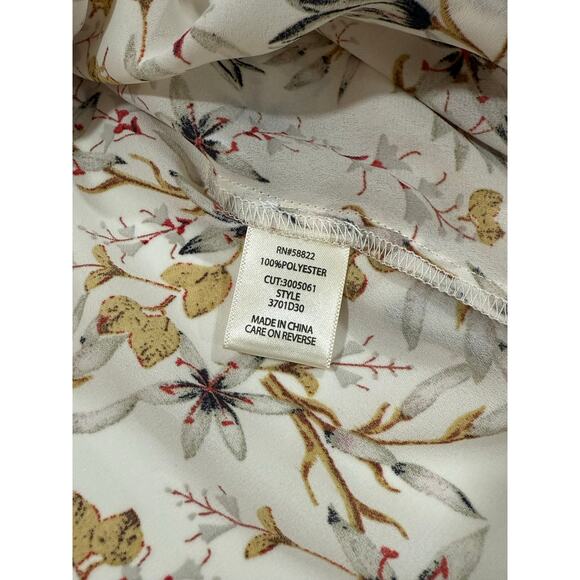 RN#58822
100%POLYESTER
CUT:3005061
STYLE
3701D30
MADE IN CHINA
CARE ON REVERSE